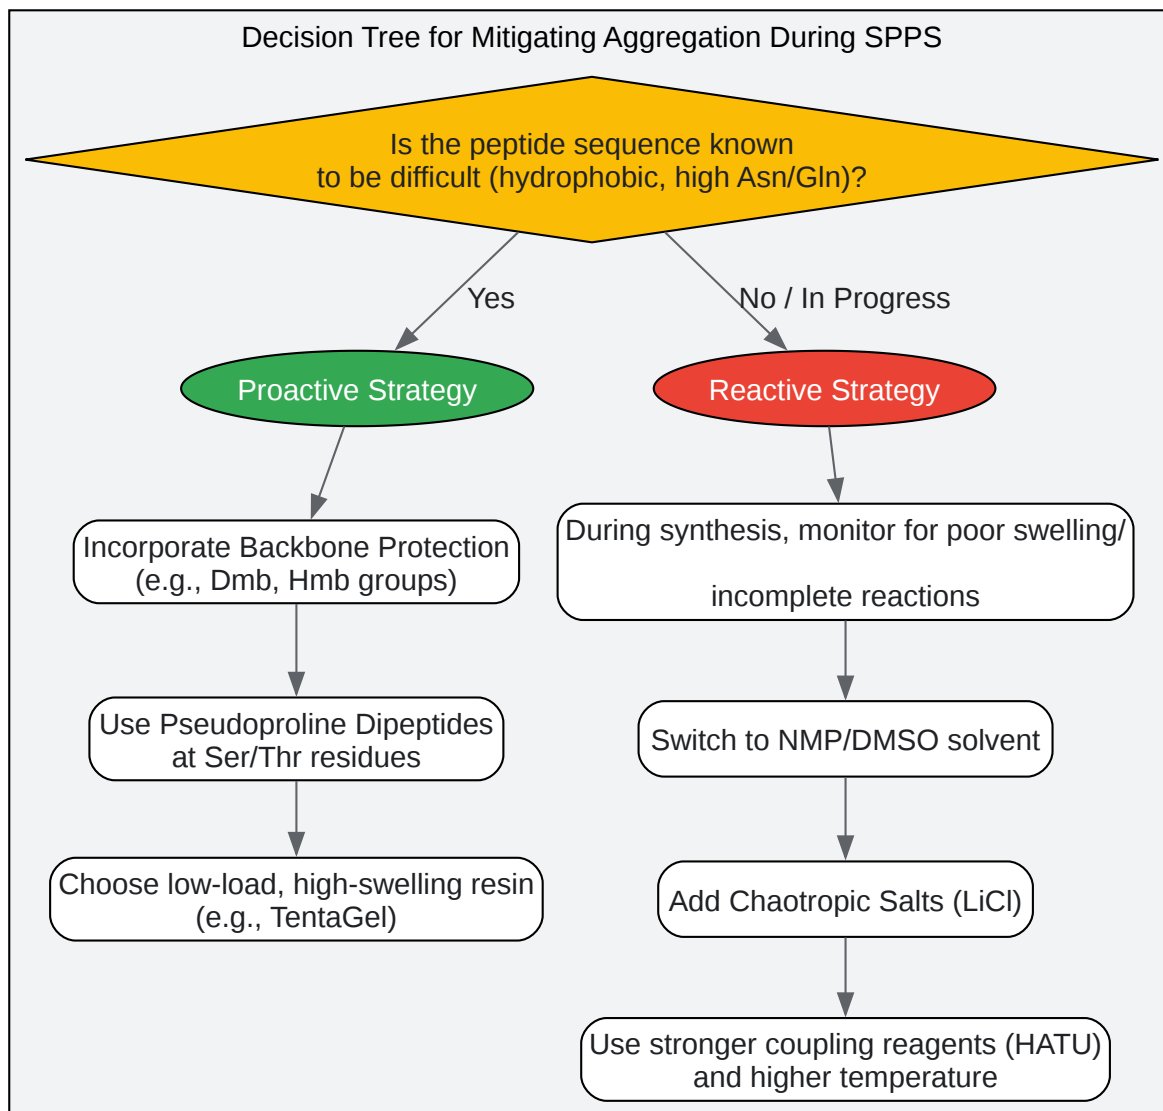 Decision Tree for Mitigating Aggregation During SPPS
Is the peptide sequence known
to be difficult (hydrophobic, high Asn/Gln)?
Yes
No / In Progress
Proactive Strategy
Reactive Strategy
Incorporate Backbone Protection
(e.g., Dmb, Hmb groups)
During synthesis, monitor for poor swelling/
incomplete reactions
Use Pseudoproline Dipeptides
at Ser/Thr residues
Switch to NMP/DMSO solvent
Choose low-load, high-swelling resin
(e.g., TentaGel)
Add Chaotropic Salts (LiCl)
Use stronger coupling reagents (HATU)
and higher temperature